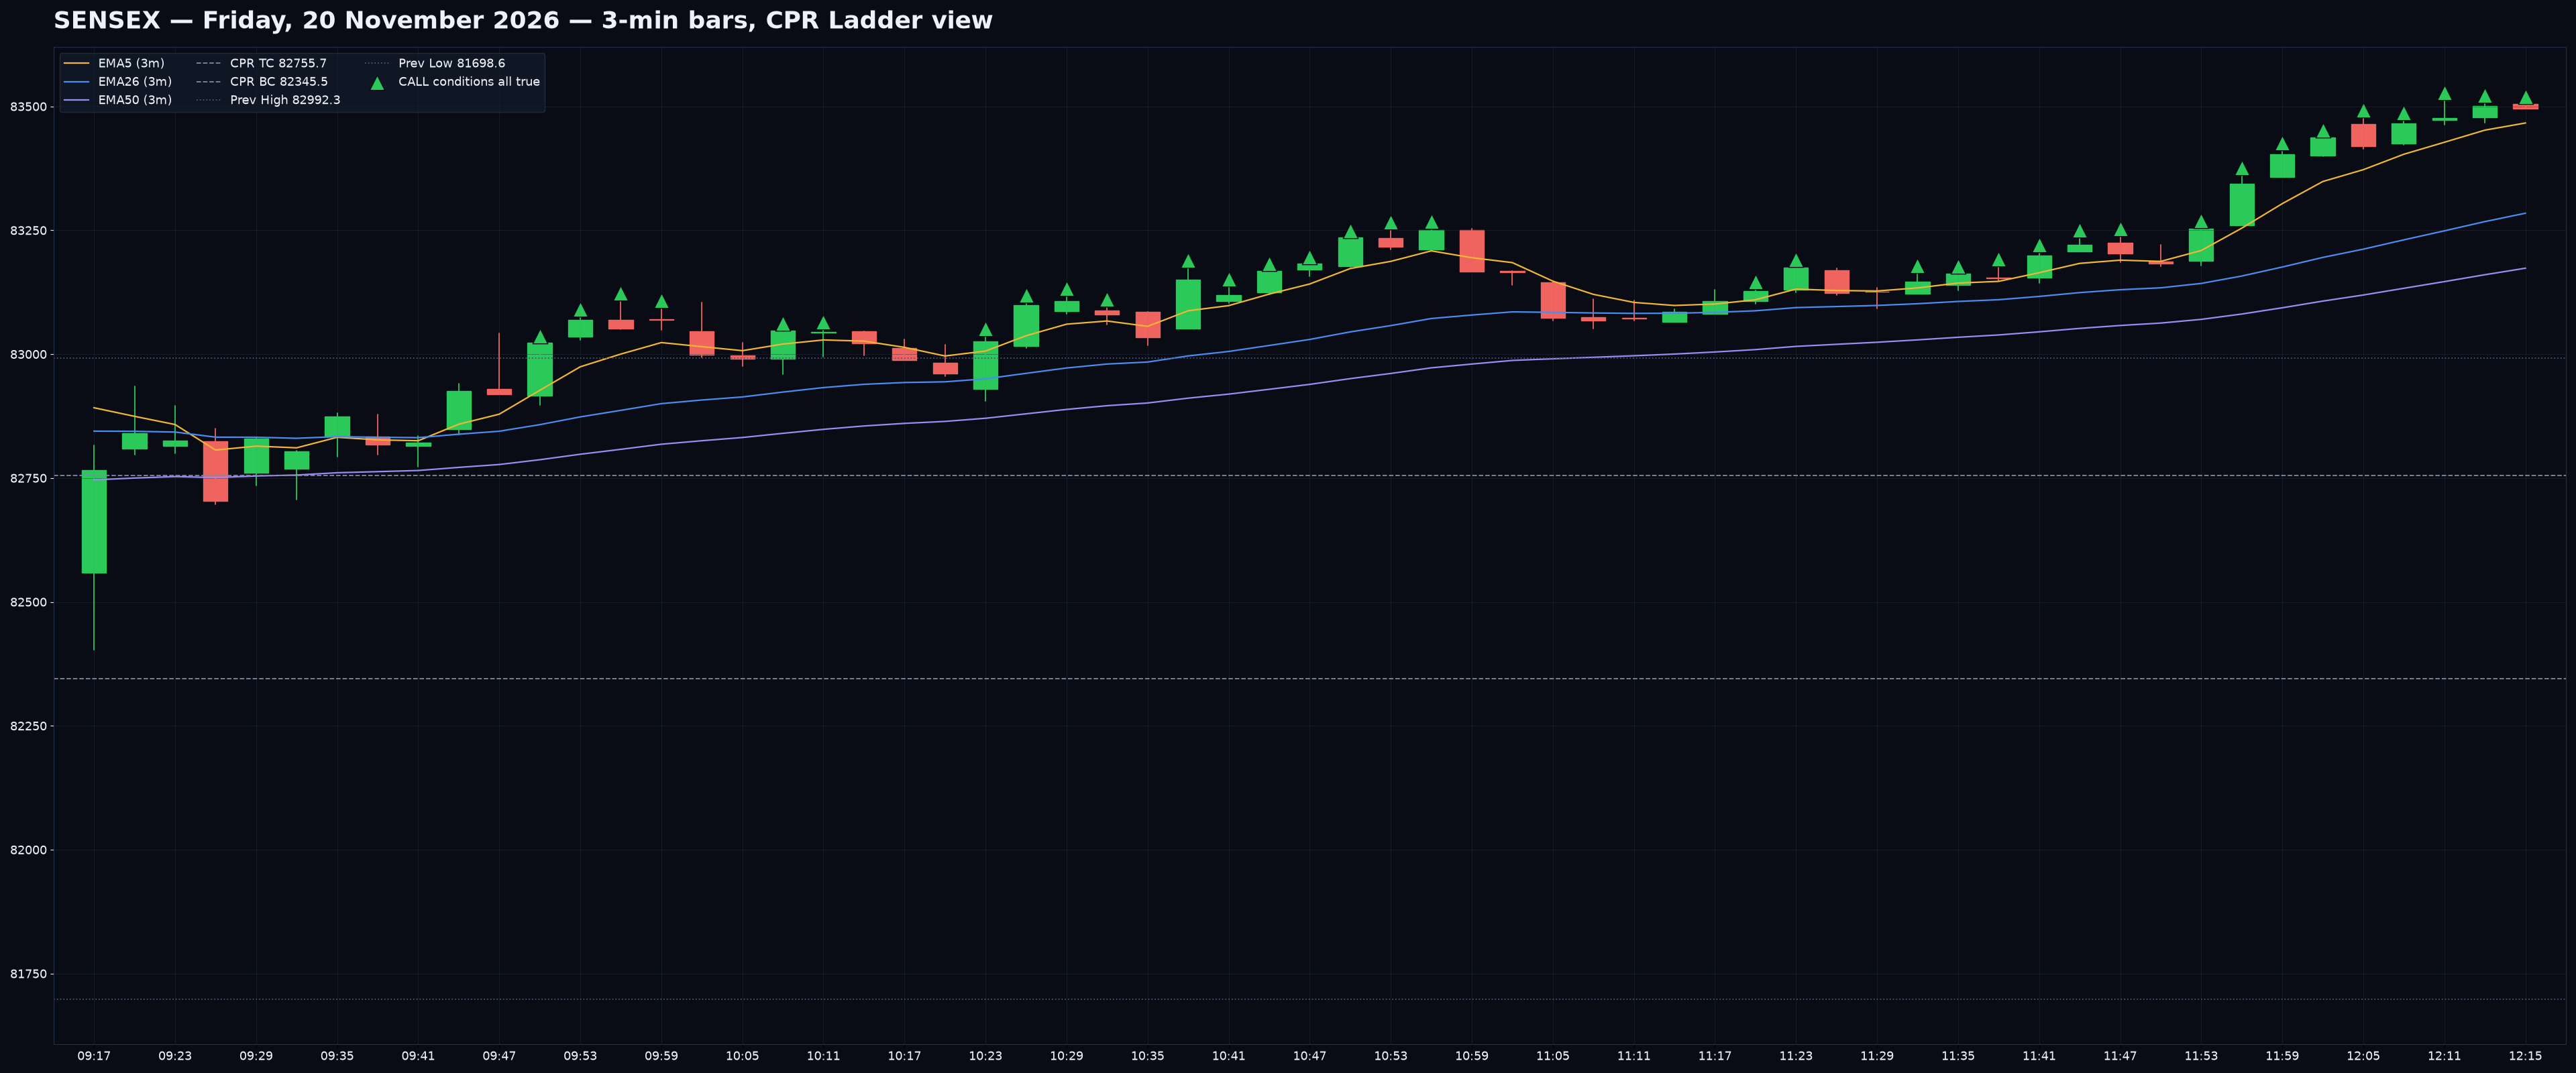 SENSEX — Friday, 20 November 2026 — 3-min bars, CPR Ladder view
EMA5 (3m)
EMA26 (3m)
EMA50 (3m)
CPR TC 82755.7
CPR BC 82345.5
Prev High 82992.3
Prev Low 81698.6
CALL conditions all true
83500
83250
83000
82750
82500
82250
82000
81750
09:17 09:23 09:29 09:35 09:41 09:47 09:53 09:59 10:05 10:11 10:17 10:23 10:29 10:35 10:41 10:47 10:53 10:59 11:05 11:11 11:17 11:23 11:29 11:35 11:41 11:47 11:53 11:59 12:05 12:11 12:15